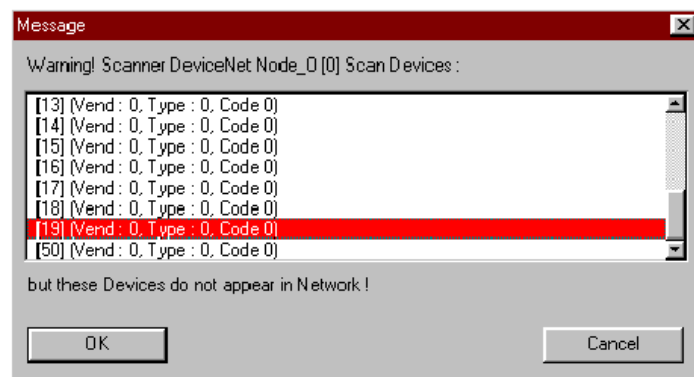 Message
Warning! Scanner DeviceNet Node_0 [0] Scan Devices :
[13] (Vend : 0, Type : 0, Code 0)
[14] (Vend : 0, Type : 0, Code 0)
[15] (Vend : 0, Type : 0, Code 0)
[16] (Vend : 0, Type : 0, Code 0)
[17] (Vend : 0, Type : 0, Code 0)
[18] (Vend : 0, Type : 0, Code 0)
[19] (Vend : 0, Type : 0, Code 0)
[50] (Vend : 0, Type : 0, Code 0)
but these Devices do not appear in Network !
OK
Cancel